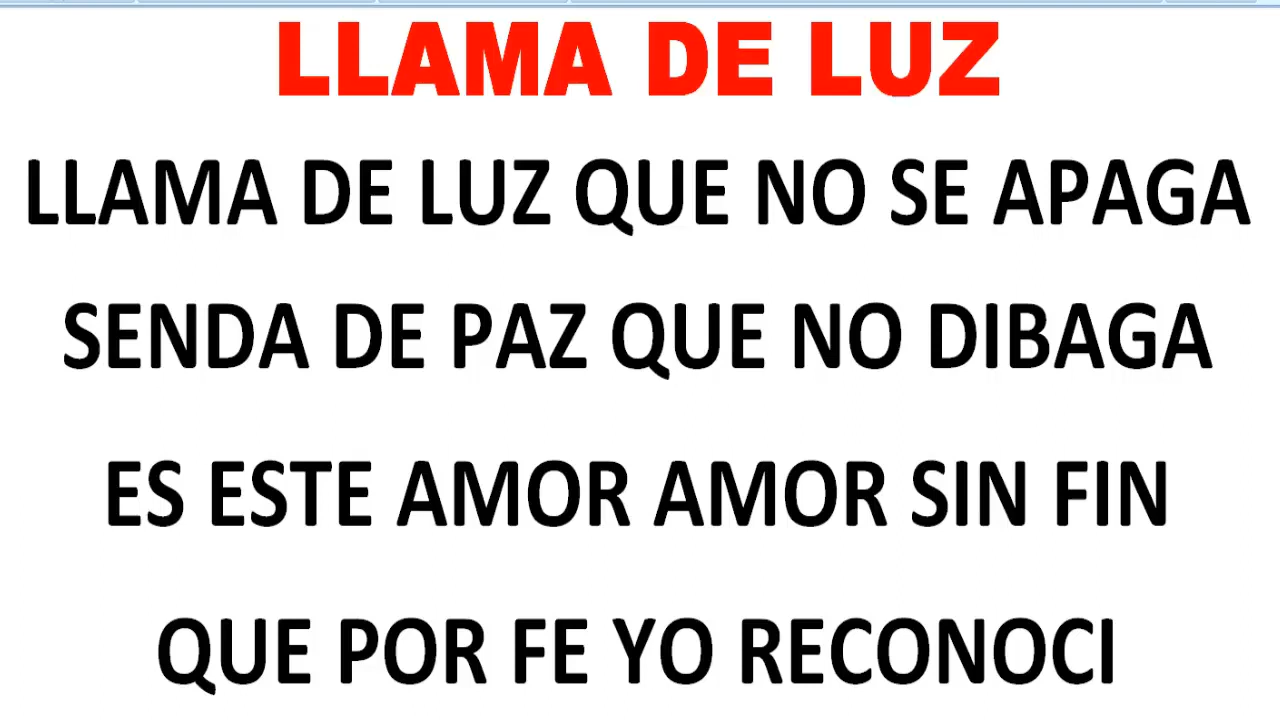 LLAMA DE LUZ
LLAMA DE LUZ QUE NO SE APAGA
SENDA DE PAZ QUE NO DIBAGA
ES ESTE AMOR AMOR SIN FIN
QUE POR FE YO RECONOCI